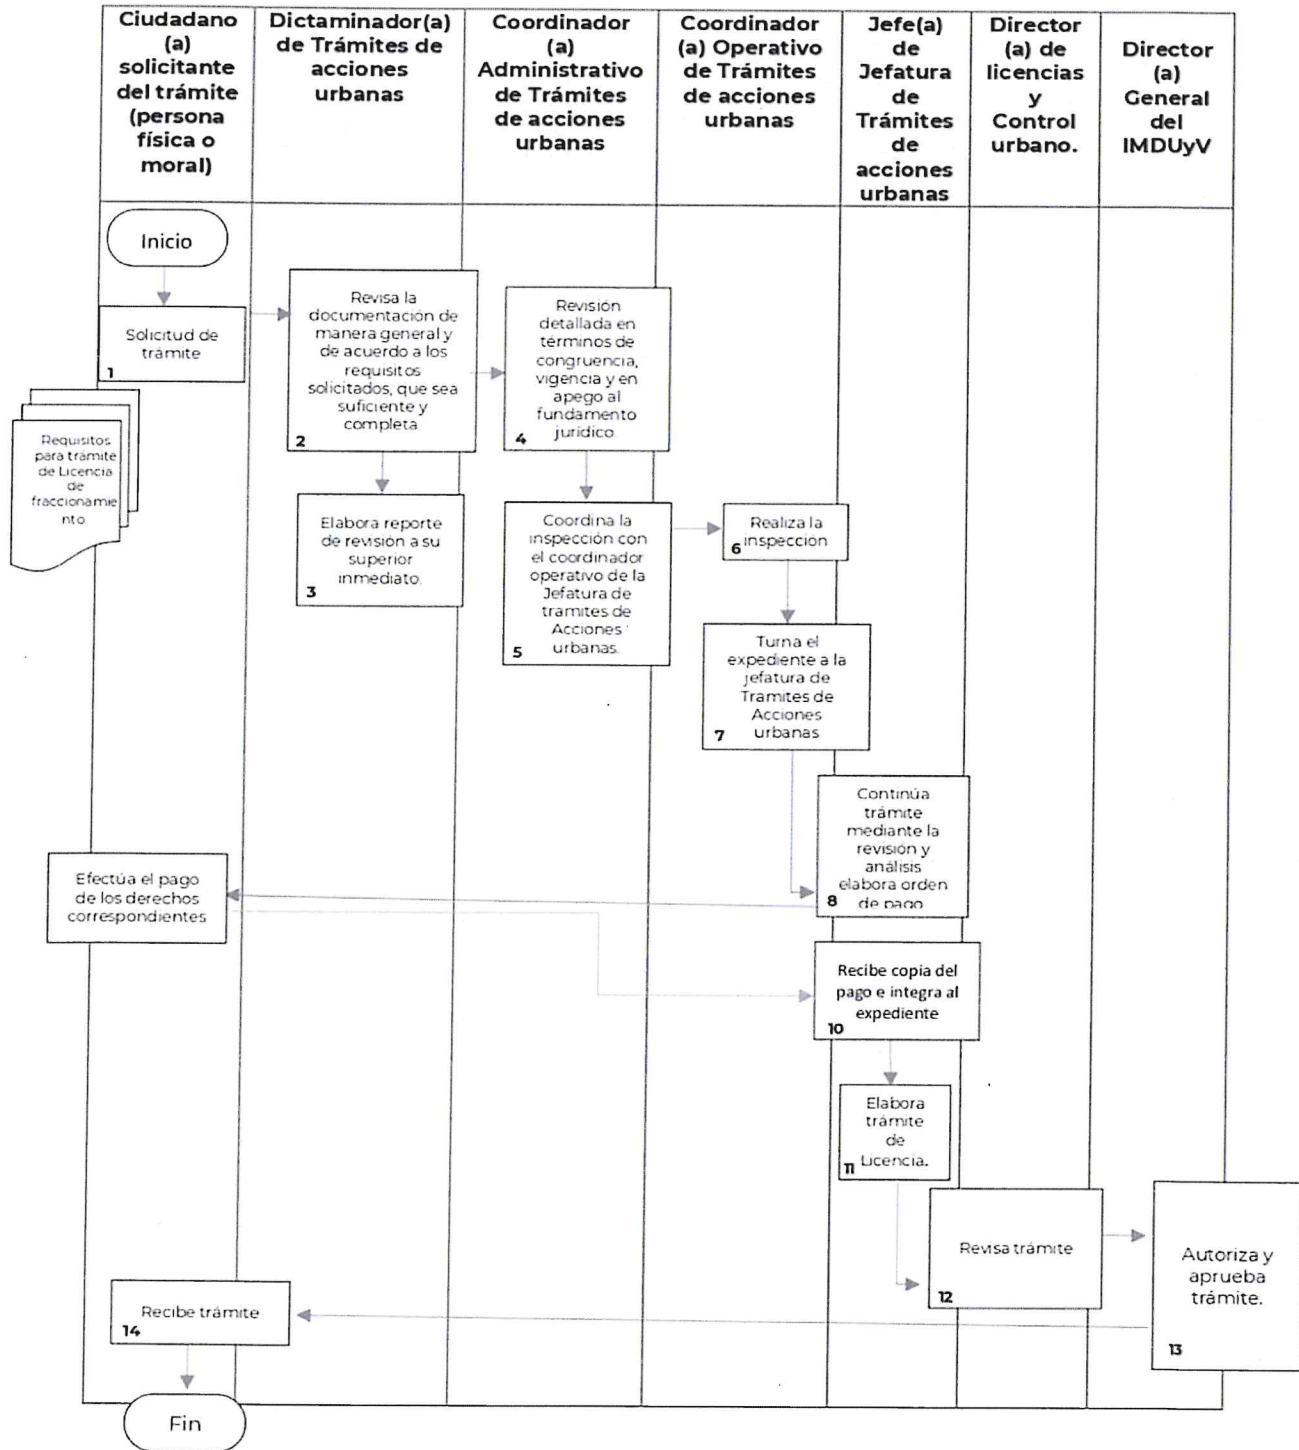 Ciudadano
(a)
solicitante
del trámite
(persona
física o
moral)
Dictaminador(a)
de Trámites de
acciones
urbanas
Coordinador
(a)
Administrativo
de Trámites
de acciones
urbanas
Coordinador
(a) Operativo
de Trámites
de acciones
urbanas
Jefe(a)
de
Jefatura
de
Trámites
de
acciones
urbanas
Director
(a) de
licencias
y
Control
urbano.
Director
(a)
General
del
IMDUyV
Inicio
Solicitud de
trámite
1
Requisitos
para trámite
de Licencia
de
fraccionamie
nto.
Revisa la
documentación de
manera general y
de acuerdo a los
requisitos
solicitados, que sea
suficiente y
completa
2
Elabora reporte
de revisión a su
superior
inmediato.
3
Revisión
detallada en
términos de
congruencia,
vigencia y en
apego al
fundamento
jurídico
4
Coordina la
inspección con
el coordinador
operativo de la
Jefatura de
tramites de
Acciones
urbanas.
5
Realiza la
inspección
6
Turna el
expediente a la
jefatura de
Tramites de
Acciones
urbanas
7
Continúa
trámite
mediante la
revisión y
análisis
elabora orden
de pago
8
Efectúa el pago
de los derechos
correspondientes
Recibe copia del
pago e integra al
expediente
10
Elabora
trámite
de
Licencia.
11
Revisa trámite
12
Autoriza y
aprueba
trámite.
13
Recibe trámite
14
Fin